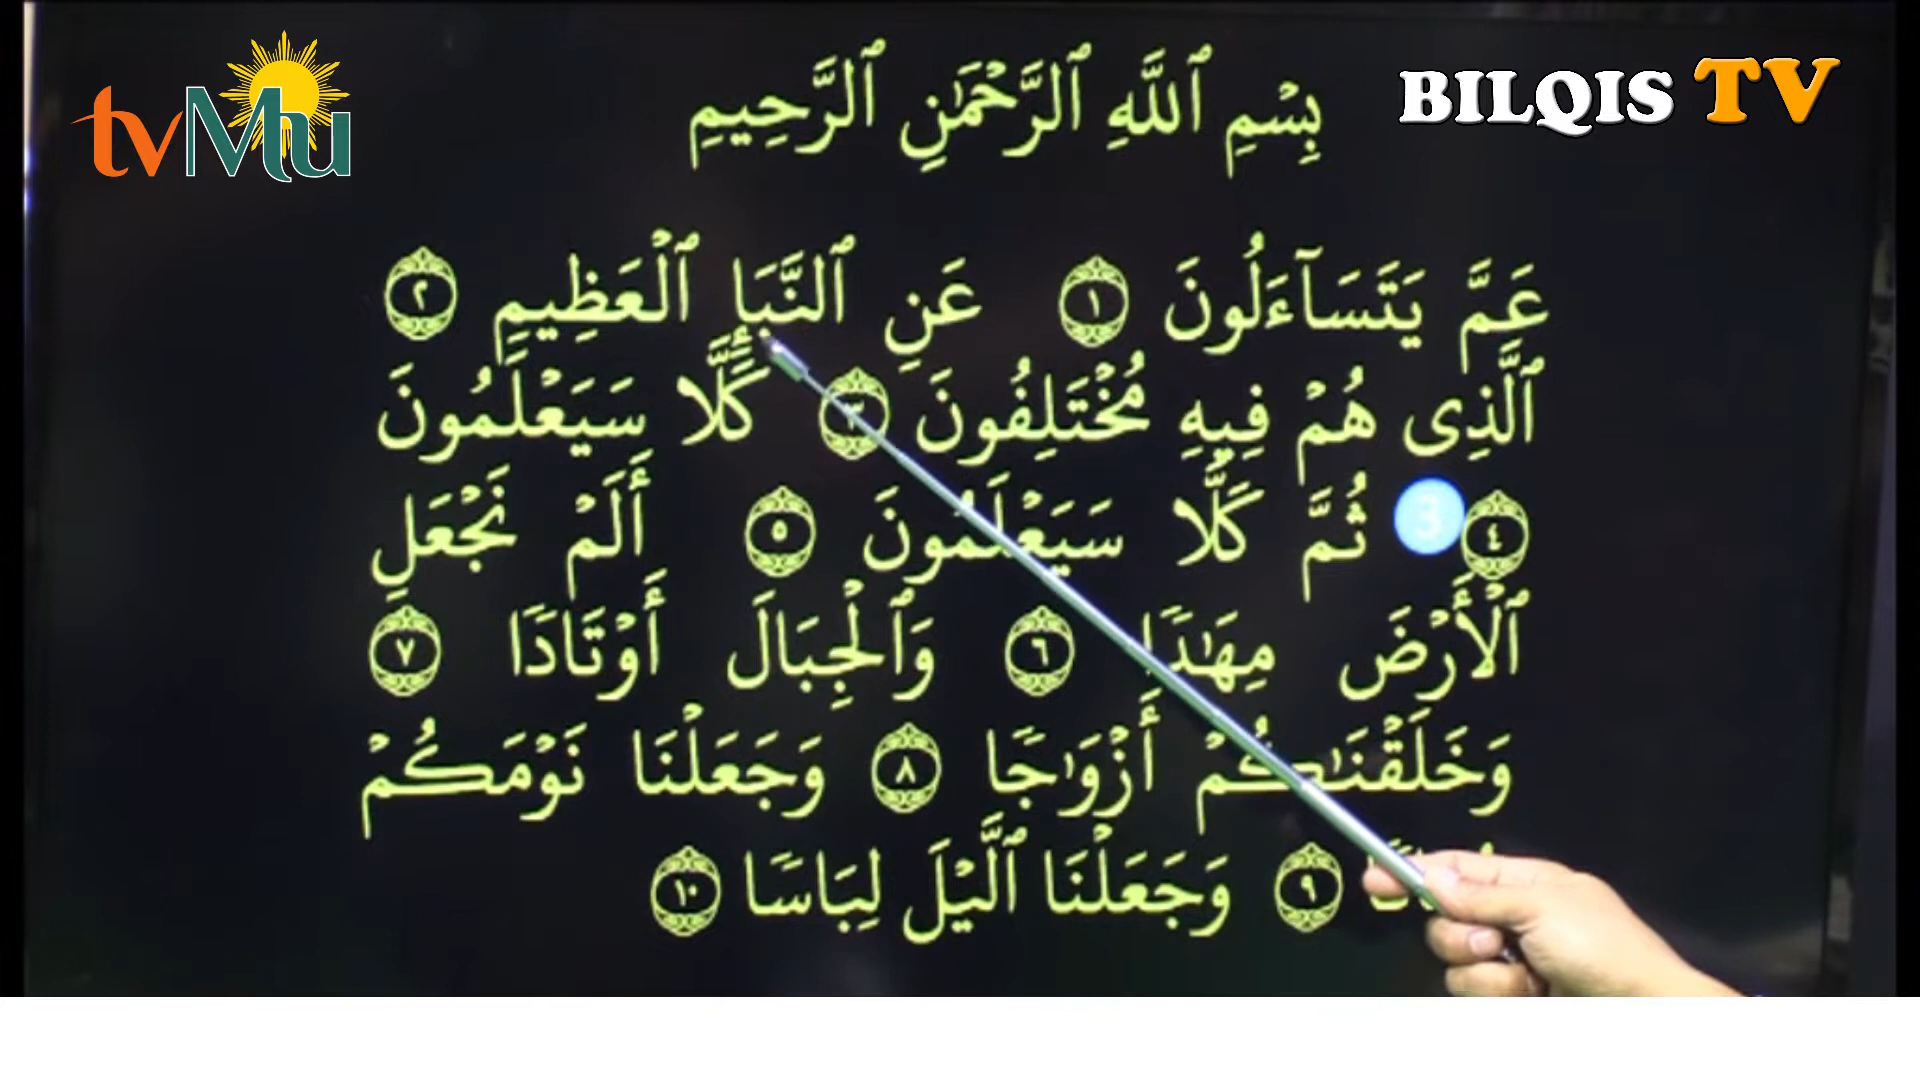 tvMu
BILQIS TV
بِسْمِ ٱللَّهِ ٱلرَّحْمَٰنِ ٱلرَّحِيمِ
عَمَّ يَتَسَآءَلُونَ ١ عَنِ ٱلنَّبَإِ ٱلْعَظِيمِ ٢
ٱلَّذِى هُمْ فِيهِ مُخْتَلِفُونَ ٣ كَلَّا سَيَعْلَمُونَ
٤ 3 ثُمَّ كَلَّا سَيَعْلَمُونَ ٥ أَلَمْ نَجْعَلِ
ٱلْأَرْضَ مِهَٰدًا ٦ وَٱلْجِبَالَ أَوْتَادًا ٧
وَخَلَقْنَٰكُمْ أَزْوَٰجًا ٨ وَجَعَلْنَا نَوْمَكُمْ
٩ وَجَعَلْنَا ٱلَّيْلَ لِبَاسًا ١٠